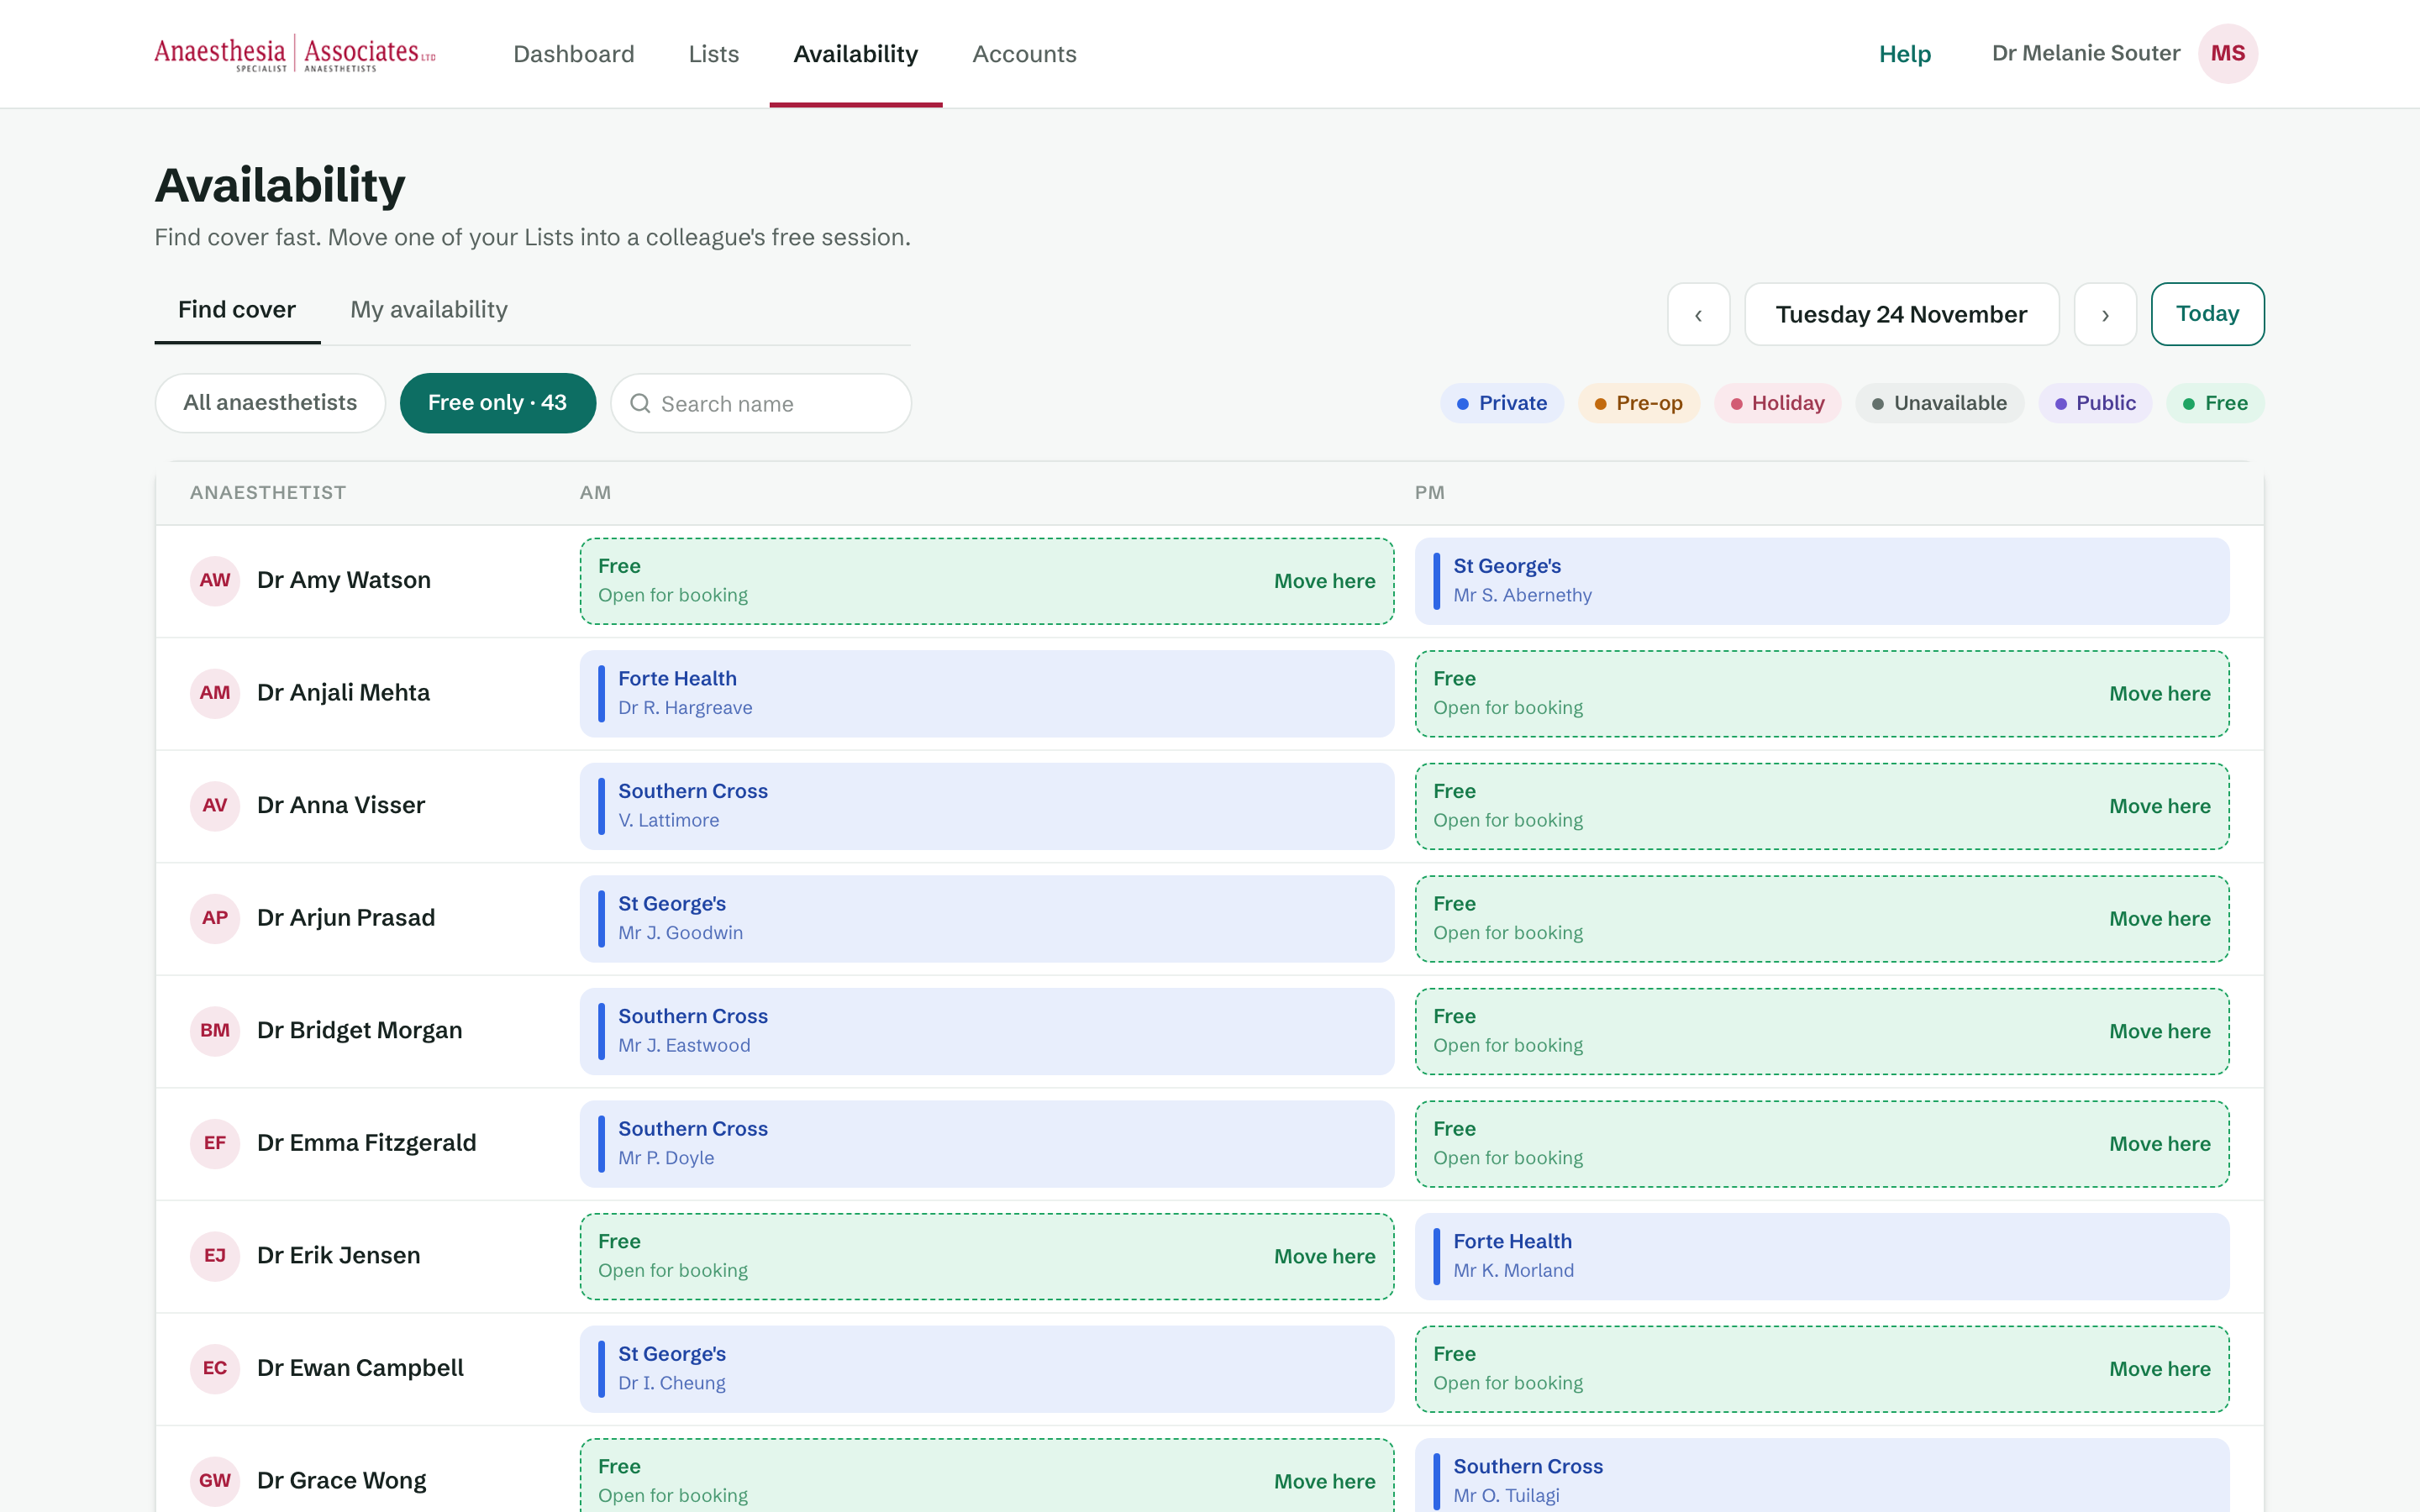 Anaesthesia | Associates LTD
SPECIALIST ANAESTHETISTS
Dashboard Lists Availability Accounts Help Dr Melanie Souter MS
Availability
Find cover fast. Move one of your Lists into a colleague's free session.
Find cover My availability ‹ Tuesday 24 November › Today
All anaesthetists Free only · 43 Search name Private Pre-op Holiday Unavailable Public Free
ANAESTHETIST AM PM
AW Dr Amy Watson
Free
Open for booking
Move here
St George's
Mr S. Abernethy
AM Dr Anjali Mehta
Forte Health
Dr R. Hargreave
Free
Open for booking
Move here
AV Dr Anna Visser
Southern Cross
V. Lattimore
Free
Open for booking
Move here
AP Dr Arjun Prasad
St George's
Mr J. Goodwin
Free
Open for booking
Move here
BM Dr Bridget Morgan
Southern Cross
Mr J. Eastwood
Free
Open for booking
Move here
EF Dr Emma Fitzgerald
Southern Cross
Mr P. Doyle
Free
Open for booking
Move here
EJ Dr Erik Jensen
Free
Open for booking
Move here
Forte Health
Mr K. Morland
EC Dr Ewan Campbell
St George's
Dr I. Cheung
Free
Open for booking
Move here
GW Dr Grace Wong
Free
Open for booking
Move here
Southern Cross
Mr O. Tuilagi